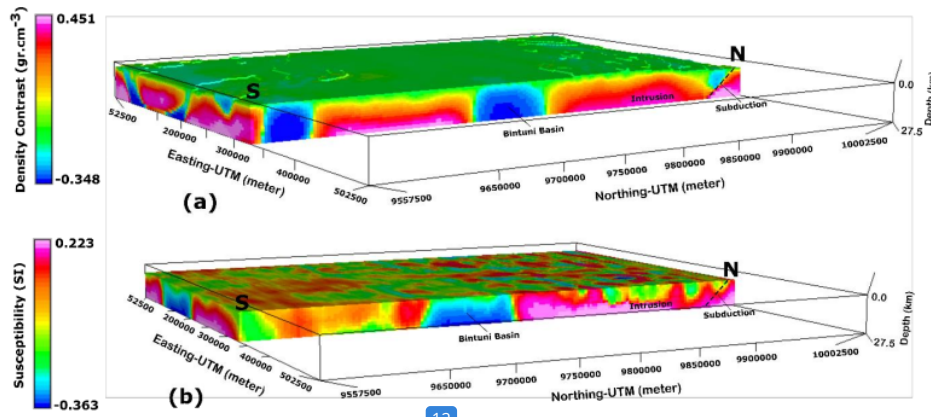 0.451
Density Contrast (gr.cm⁻³)
-0.348
S
N
Intrusion
Subduction
Bintuni Basin
0.0
27.5
Depth (km)
52500
200000
300000
400000
502500
Easting-UTM (meter)
9557500
9650000
9700000
9750000
9800000
9850000
9900000
10002500
Northing-UTM (meter)
(a)
0.223
Susceptibility (SI)
-0.363
S
N
Intrusion
Subduction
Bintuni Basin
0.0
27.5
Depth (km)
52500
200000
300000
400000
502500
Easting-UTM (meter)
9557500
9650000
9700000
9750000
9800000
9850000
9900000
10002500
Northing-UTM (meter)
(b)